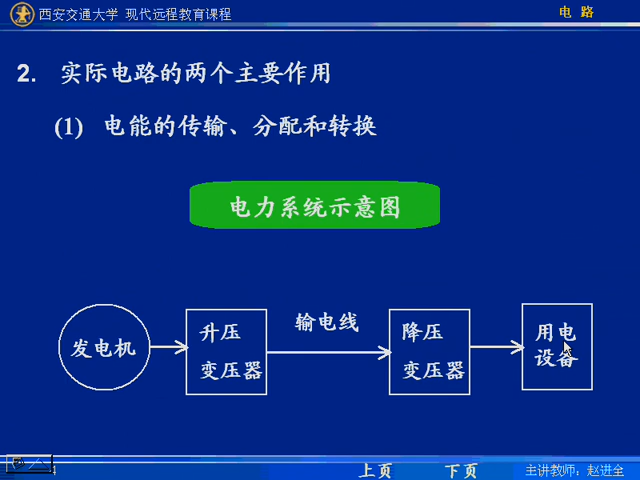 西安交通大学 现代远程教育课程
电 路
2. 实际电路的两个主要作用
(1) 电能的传输、分配和转换
电力系统示意图
发电机
升压
变压器
输电线
降压
变压器
用电
设备
上页
下页
主讲教师：赵进全